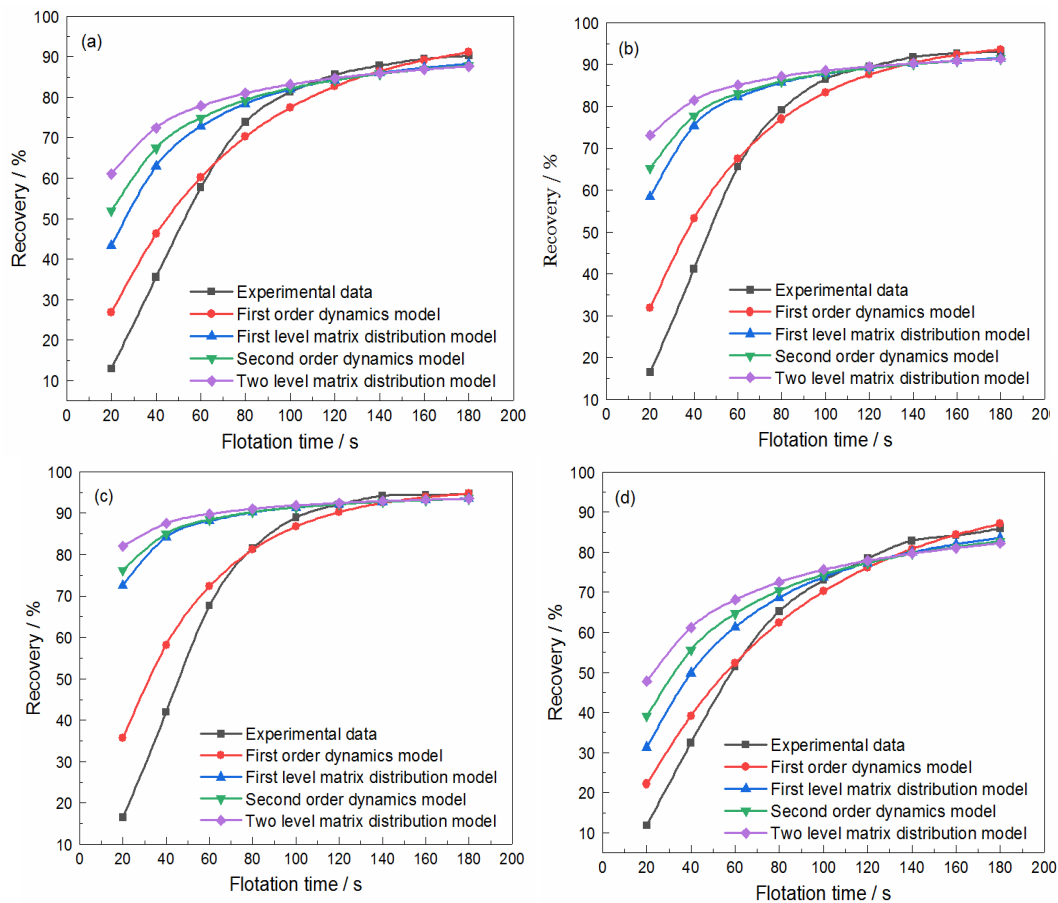 (a)
100
90
80
70
60
50
40
30
20
10
Recovery / %
Experimental data
First order dynamics model
First level matrix distribution model
Second order dynamics model
Two level matrix distribution model
0 20 40 60 80 100 120 140 160 180 200
Flotation time / s
(b)
100
90
80
70
60
50
40
30
20
10
Recovery / %
Experimental data
First order dynamics model
First level matrix distribution model
Second order dynamics model
Two level matrix distribution model
0 20 40 60 80 100 120 140 160 180 200
Flotation time / s
(c)
100
90
80
70
60
50
40
30
20
10
Recovery / %
Experimental data
First order dynamics model
First level matrix distribution model
Second order dynamics model
Two level matrix distribution model
0 20 40 60 80 100 120 140 160 180 200
Flotation time / s
(d)
100
90
80
70
60
50
40
30
20
10
Recovery / %
Experimental data
First order dynamics model
First level matrix distribution model
Second order dynamics model
Two level matrix distribution model
0 20 40 60 80 100 120 140 160 180 200
Flotation time / s